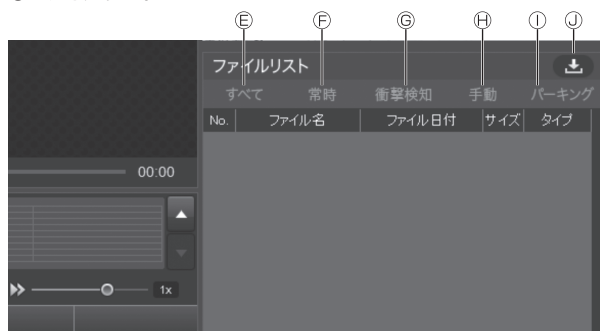 Ⓔ Ⓕ Ⓖ Ⓗ Ⓘ Ⓙ
ファイルリスト
すべて 常時 衝撃検知 手動 パーキング
No. ファイル名 ファイル日付 サイズ タイプ
00:00
1x